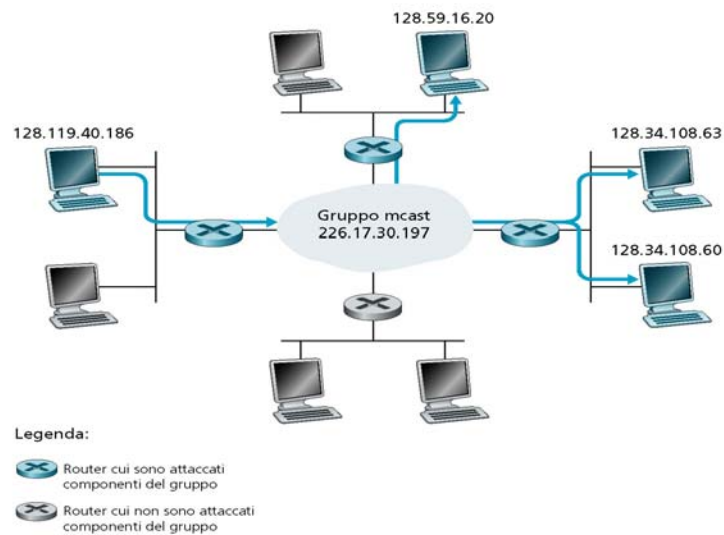 128.59.16.20
128.119.40.186
128.34.108.63
Gruppo mcast
226.17.30.197
128.34.108.60
Legenda:
Router cui sono attaccati
componenti del gruppo
Router cui non sono attaccati
componenti del gruppo